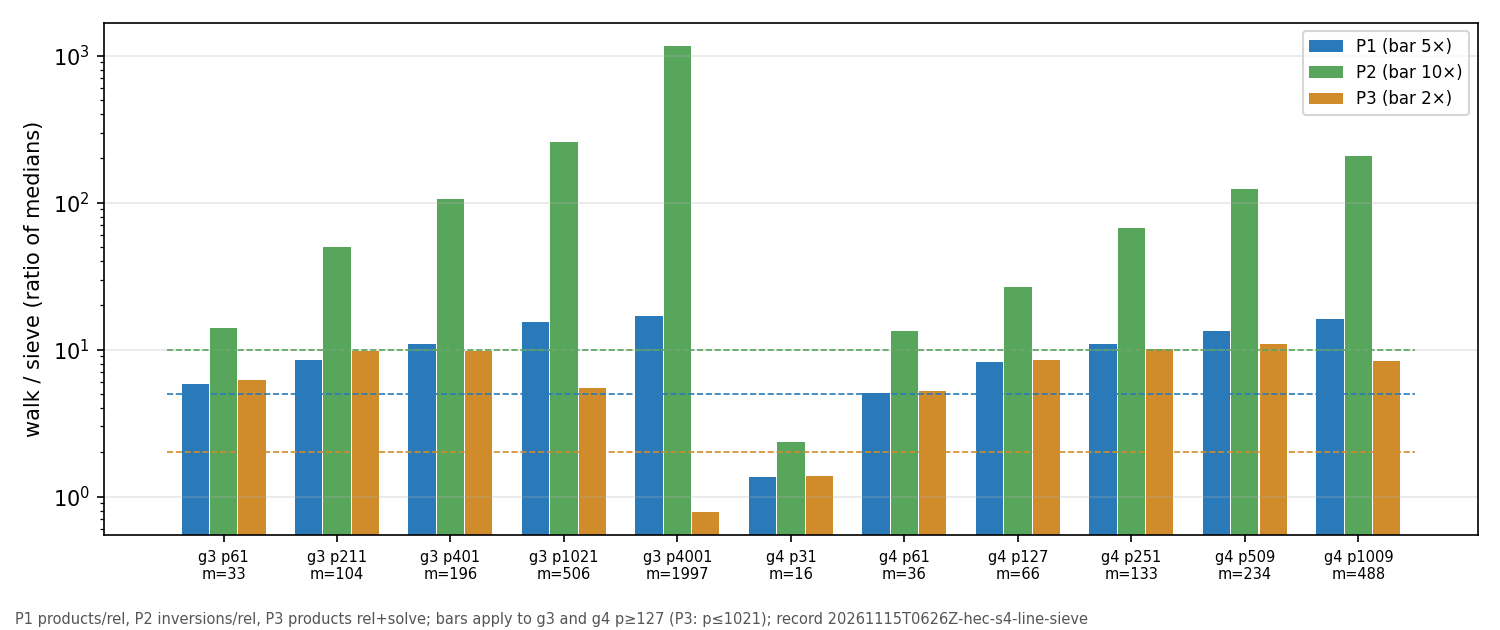 P1 (bar 5×)
P2 (bar 10×)
P3 (bar 2×)
walk / sieve (ratio of medians)
10³
10²
10¹
10⁰
g3 p61
m=33
g3 p211
m=104
g3 p401
m=196
g3 p1021
m=506
g3 p4001
m=1997
g4 p31
m=16
g4 p61
m=36
g4 p127
m=66
g4 p251
m=133
g4 p509
m=234
g4 p1009
m=488
P1 products/rel, P2 inversions/rel, P3 products rel+solve; bars apply to g3 and g4 p≥127 (P3: p≤1021); record 20261115T0626Z-hec-s4-line-sieve